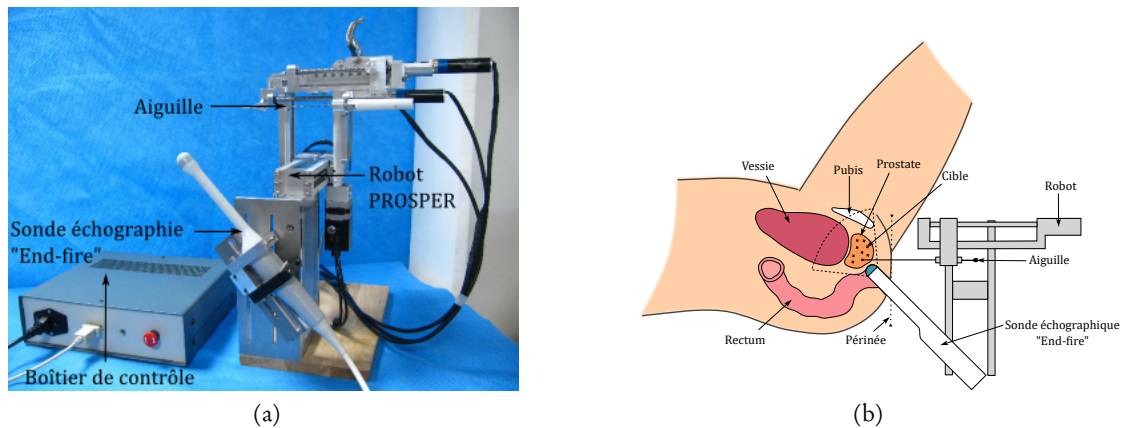 Aiguille
Robot
PROSPER
Sonde échographie
"End-fire"
Boîtier de contrôle
(a)
Vessie
Pubis
Prostate
Cible
Robot
Aiguille
Rectum
Périnée
Sonde échographique
"End-fire"
(b)